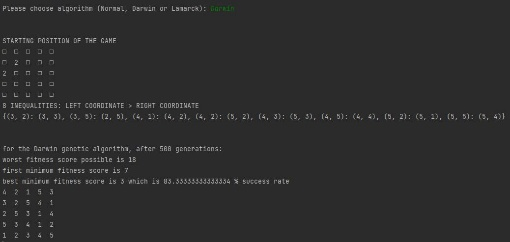 Please choose algorithm (Normal, Darwin or Lamarck): Darwin
STARTING POSITION OF THE GAME
□ □ □ □ □
□ 2 □ □ □
2 □ □ □ □
□ □ □ □ □
□ □ □ □ □
8 INEQUALITIES: LEFT COORDINATE > RIGHT COORDINATE
{(3, 2): (3, 3), (3, 5): (2, 5), (4, 1): (4, 2), (4, 2): (5, 2), (4, 3): (5, 3), (4, 5): (4, 4), (5, 2): (5, 1), (5, 5): (5, 4)}
For the Darwin genetic algorithm, after 500 generations:
worst fitness score possible is 18
first minimum fitness score is 7
best minimum fitness score is 3 which is 83.33333333333334 % success rate
4 2 1 5 3
3 2 5 4 1
2 5 3 1 4
5 3 4 1 2
1 2 3 4 5